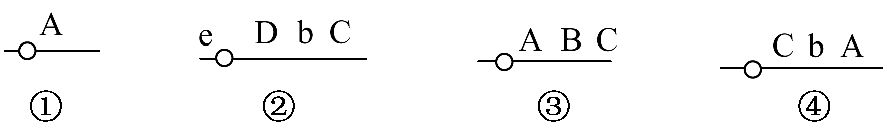 A
e D b C
A B C
C b A
① ② ③ ④